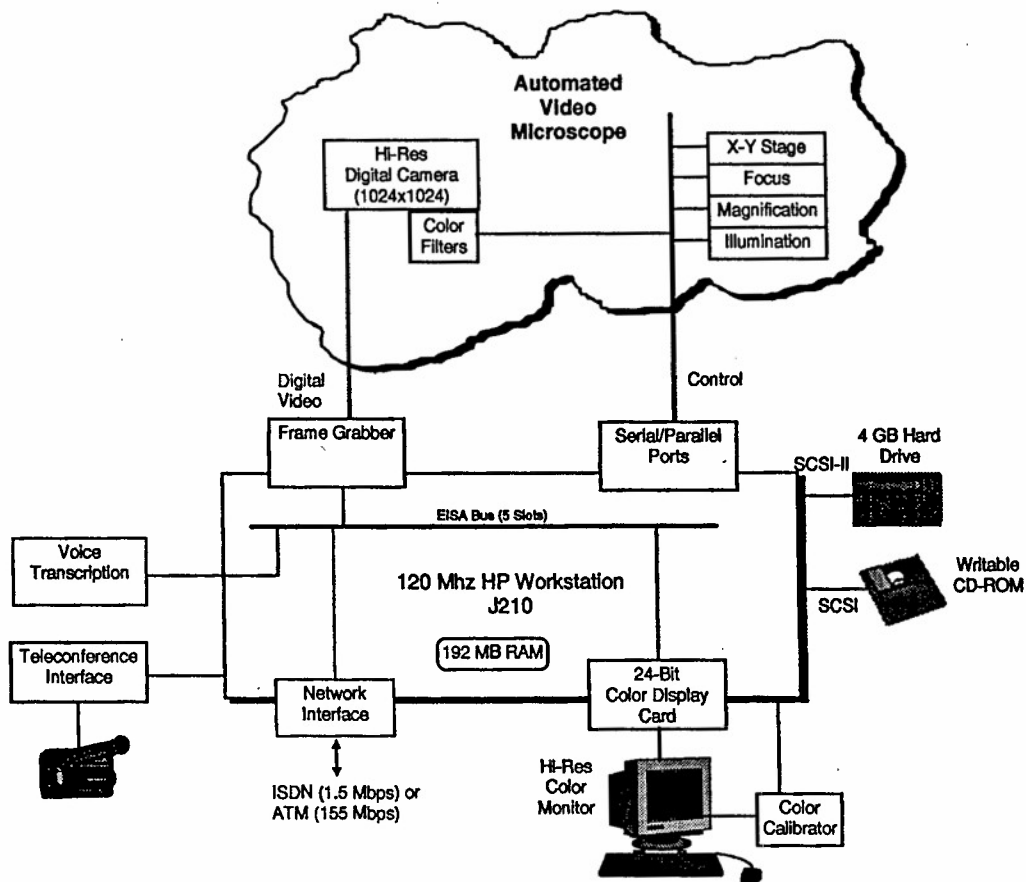 Automated
Video
Microscope
Hi-Res
Digital Camera
(1024x1024)
Color
Filters
X-Y Stage
Focus
Magnification
Illumination
Digital
Video
Control
Frame Grabber
Serial/Parallel
Ports
4 GB Hard
Drive
SCSI-II
EISA Bus (5 Slots)
Voice
Transcription
120 Mhz HP Workstation
J210
Writable
CD-ROM
SCSI
192 MB RAM
Teleconference
Interface
Network
Interface
24-Bit
Color Display
Card
ISDN (1.5 Mbps) or
ATM (155 Mbps)
Hi-Res
Color
Monitor
Color
Calibrator